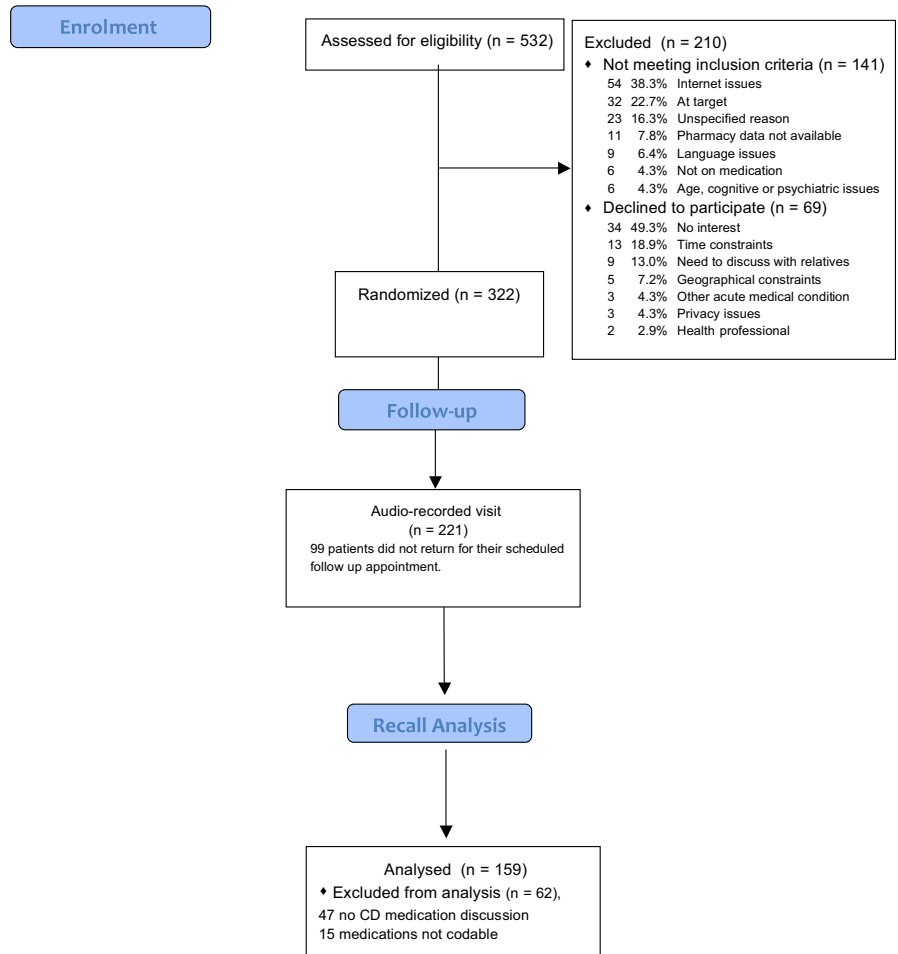 Enrolment
Assessed for eligibility (n = 532)
Excluded (n = 210)
♦ Not meeting inclusion criteria (n = 141)
54 38.3% Internet issues
32 22.7% At target
23 16.3% Unspecified reason
11 7.8% Pharmacy data not available
9 6.4% Language issues
6 4.3% Not on medication
6 4.3% Age, cognitive or psychiatric issues
♦ Declined to participate (n = 69)
34 49.3% No interest
13 18.9% Time constraints
9 13.0% Need to discuss with relatives
5 7.2% Geographical constraints
3 4.3% Other acute medical condition
3 4.3% Privacy issues
2 2.9% Health professional
Randomized (n = 322)
Follow-up
Audio-recorded visit
(n = 221)
99 patients did not return for their scheduled
follow up appointment.
Recall Analysis
Analysed (n = 159)
♦ Excluded from analysis (n = 62),
47 no CD medication discussion
15 medications not codable